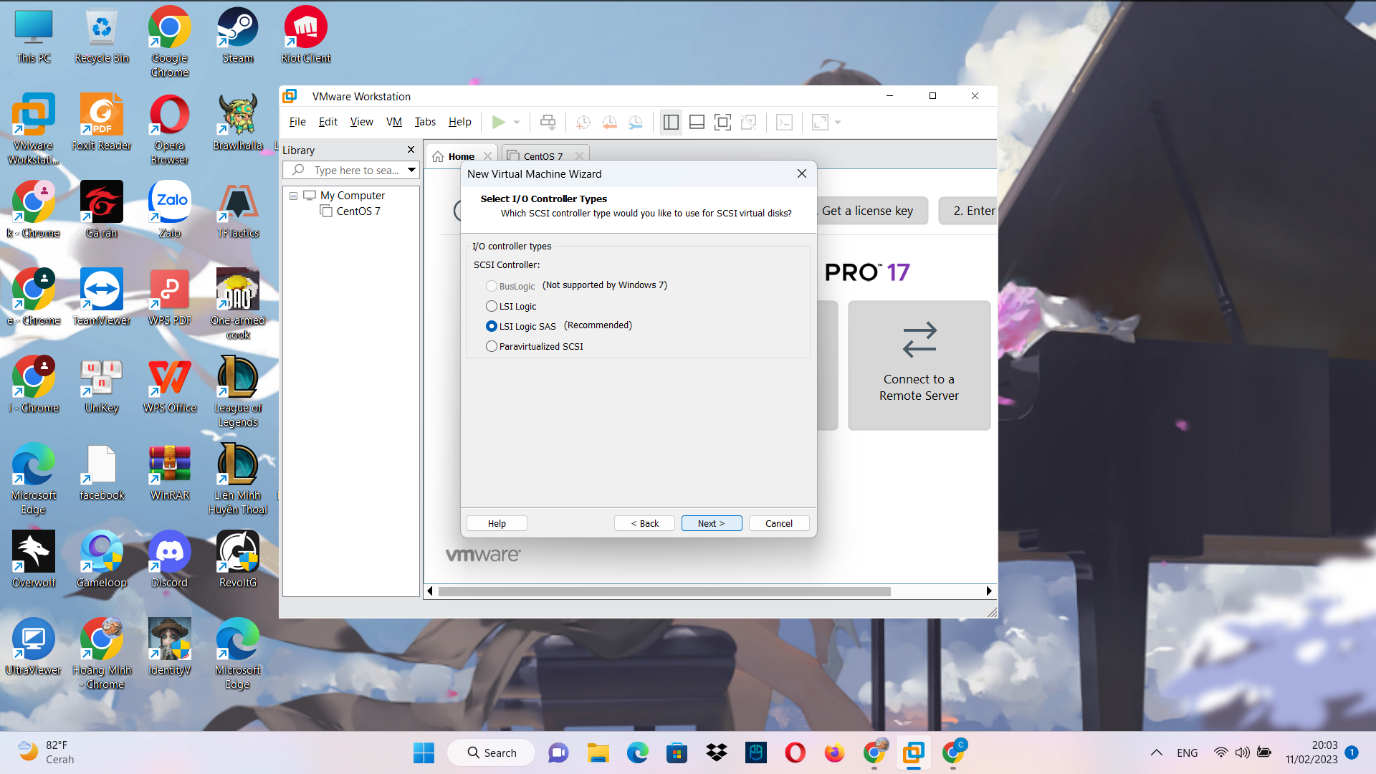 This PC
Recycle Bin
Google
Chrome
Steam
Riot Client
VMware
Workstat...
Foxit Reader
Opera
Browser
Brawlhalla
k - Chrome
Gà rán
Zalo
TFTactics
e - Chrome
TeamViewer
WPS PDF
One-armed
cook
i - Chrome
UniKey
WPS Office
League of
Legends
Microsoft
Edge
facebook
WinRAR
Liên Minh
Huyền Thoại
Overwolf
Gameloop
Discord
RevoltG
UltraViewer
Hoàng Minh
- Chrome
IdentityV
Microsoft
Edge
VMware Workstation
File Edit View VM Tabs Help
Library
Type here to sea...
My Computer
CentOS 7
Home
CentOS 7
New Virtual Machine Wizard
Select I/O Controller Types
Which SCSI controller type would you like to use for SCSI virtual disks?
I/O controller types
SCSI Controller:
BusLogic (Not supported by Windows 7)
LSI Logic
LSI Logic SAS (Recommended)
Paravirtualized SCSI
Help
< Back
Next >
Cancel
Get a license key
2. Enter
PRO™ 17
Connect to a
Remote Server
vmware®
82°F
Cerah
Search
ENG
20:03
11/02/2023
1